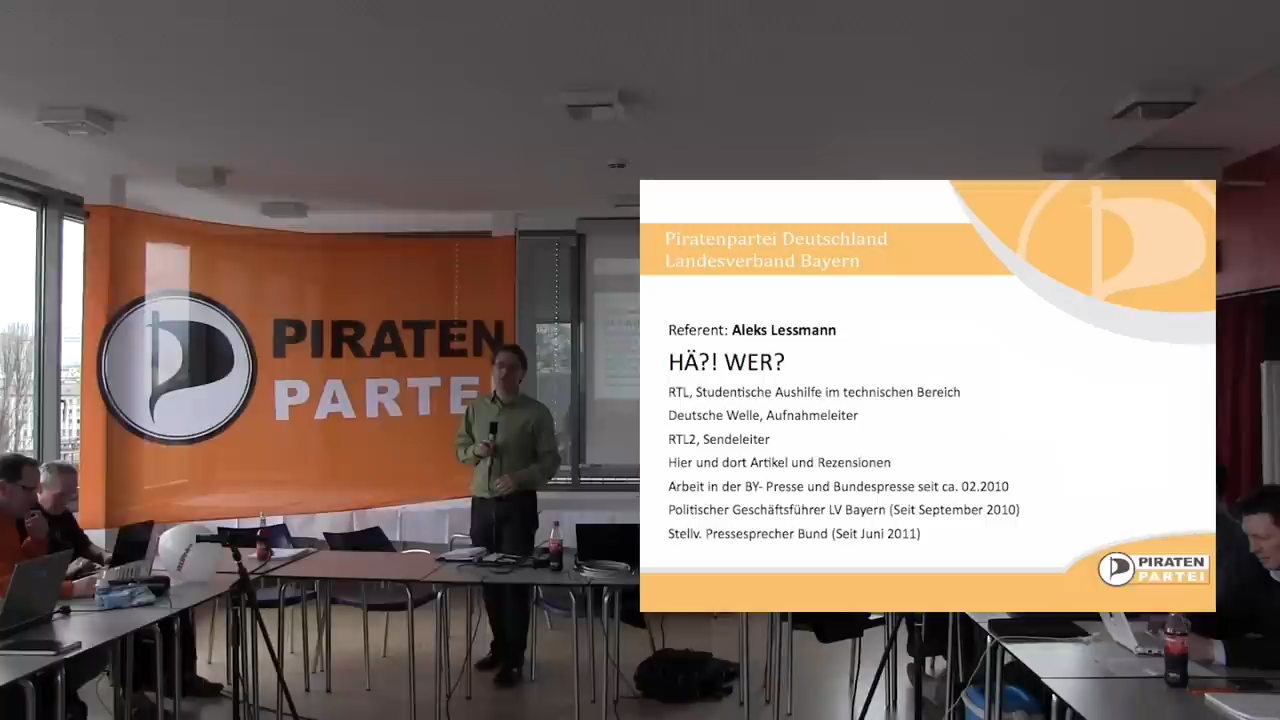 PIRATEN
PARTEI
Piratenpartei Deutschland
Landesverband Bayern
Referent: Aleks Lessmann
HÄ?! WER?
RTL, Studentische Aushilfe im technischen Bereich
Deutsche Welle, Aufnahmeleiter
RTL2, Sendeleiter
Hier und dort Artikel und Rezensionen
Arbeit in der BY- Presse und Bundespresse seit ca. 02.2010
Politischer Geschäftsführer LV Bayern (Seit September 2010)
Stellv. Pressesprecher Bund (Seit Juni 2011)
PIRATEN
PARTEI